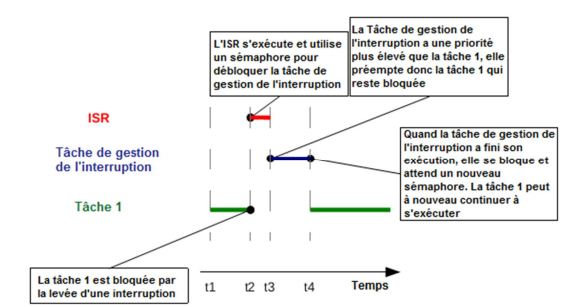 La Tâche de gestion de
l'interruption a une priorité
plus élevé que la tâche 1, elle
préempte donc la tâche 1 qui
reste bloquée
L'ISR s'exécute et utilise
un sémaphore pour
débloquer la tâche de
gestion de l'interruption
ISR
Tâche de gestion
de l'interruption
Tâche 1
Quand la tâche de gestion de
l'interruption a fini son
exécution, elle se bloque et
attend un nouveau
sémaphore. La tâche 1 peut
à nouveau continuer à
s'exécuter
La tâche 1 est bloquée par
la levée d'une interruption
t1 t2 t3 t4 Temps